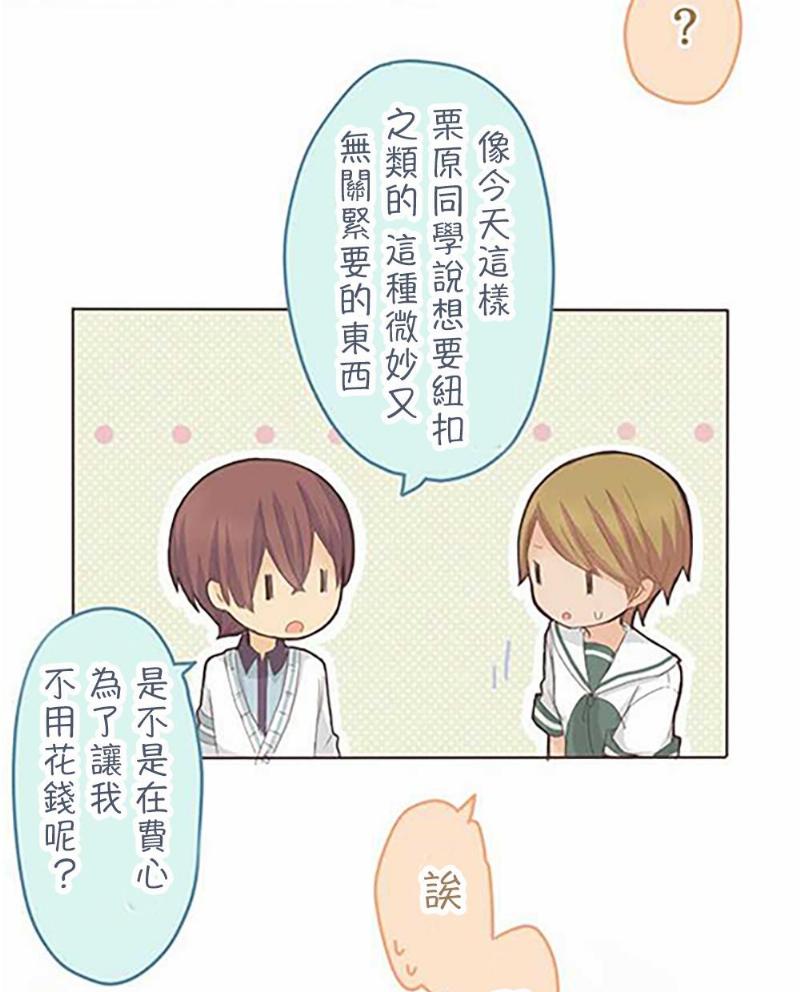 ？
像今天這樣
栗原同學說想要紐扣
之類的 這種微妙又
無關緊要的東西
是不是在費心
為了讓我
不用花錢呢？
誒